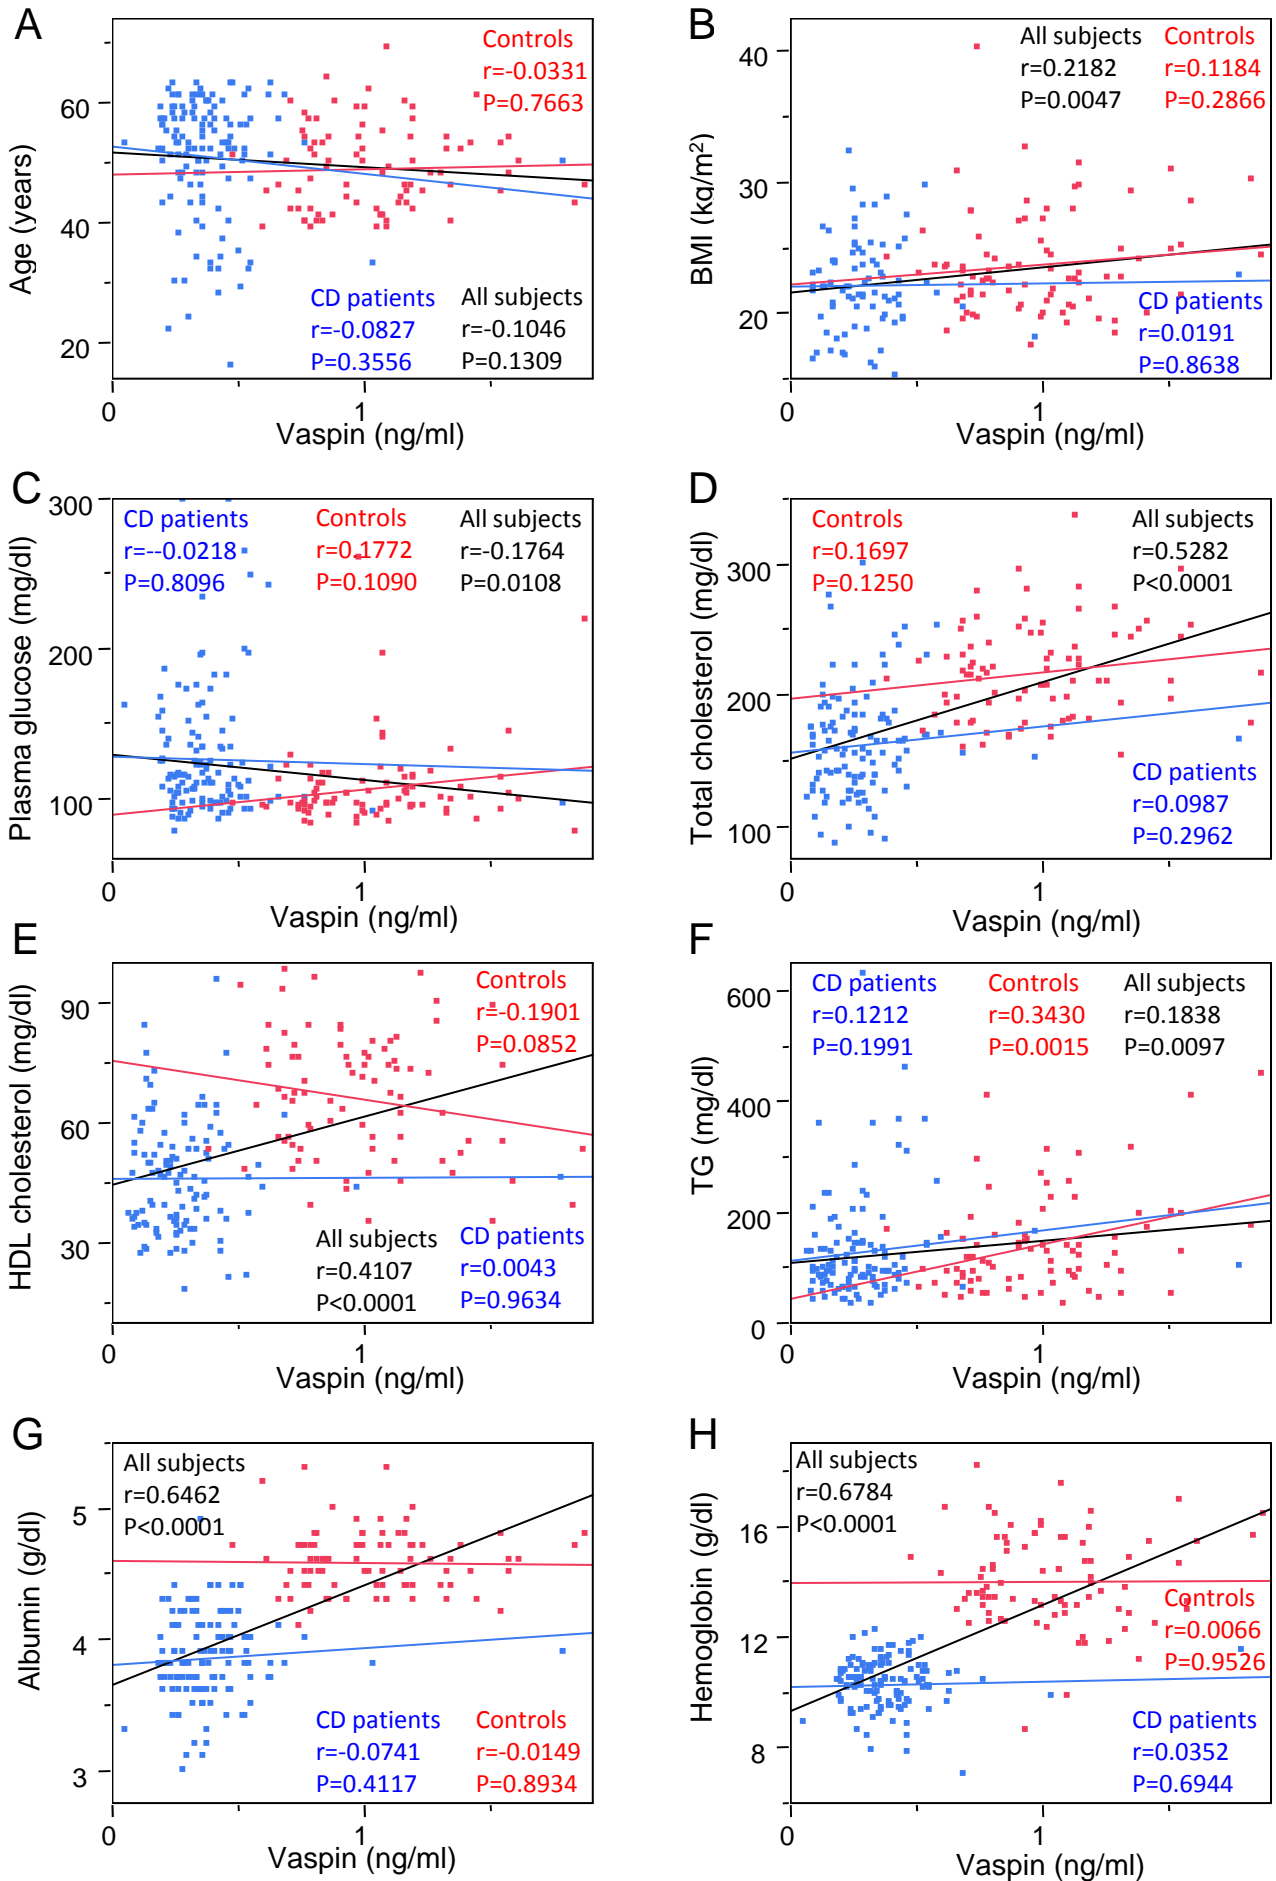 A
Controls
r=-0.0331
P=0.7663
60
40
20
Age (years)
CD patients
r=-0.0827
P=0.3556
All subjects
r=-0.1046
P=0.1309
0
1
Vaspin (ng/ml)
B
All subjects
r=0.2182
P=0.0047
Controls
r=0.1184
P=0.2866
40
30
20
BMI (kg/m²)
CD patients
r=0.0191
P=0.8638
0
1
Vaspin (ng/ml)
C
300
200
100
Plasma glucose (mg/dl)
CD patients
r=--0.0218
P=0.8096
Controls
r=0.1772
P=0.1090
All subjects
r=-0.1764
P=0.0108
0
1
Vaspin (ng/ml)
D
Controls
r=0.1697
P=0.1250
All subjects
r=0.5282
P<0.0001
300
200
100
Total cholesterol (mg/dl)
CD patients
r=0.0987
P=0.2962
0
1
Vaspin (ng/ml)
E
Controls
r=-0.1901
P=0.0852
90
60
30
HDL cholesterol (mg/dl)
All subjects
r=0.4107
P<0.0001
CD patients
r=0.0043
P=0.9634
0
1
Vaspin (ng/ml)
F
CD patients
r=0.1212
P=0.1991
Controls
r=0.3430
P=0.0015
All subjects
r=0.1838
P=0.0097
600
400
200
0
TG (mg/dl)
0
1
Vaspin (ng/ml)
G
All subjects
r=0.6462
P<0.0001
5
4
3
Albumin (g/dl)
CD patients
r=-0.0741
P=0.4117
Controls
r=-0.0149
P=0.8934
0
1
Vaspin (ng/ml)
H
All subjects
r=0.6784
P<0.0001
16
12
8
Hemoglobin (g/dl)
Controls
r=0.0066
P=0.9526
CD patients
r=0.0352
P=0.6944
0
1
Vaspin (ng/ml)